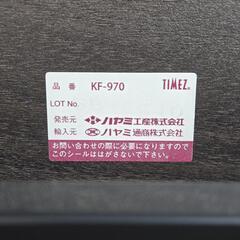 品番 KF-970 TIMEZ
LOT No.
発売元 ハヤミ工産株式会社
輸入元 ハヤミ通商株式会社
お問い合わせの際に必要になりますので
このシールははがさないで下さい。